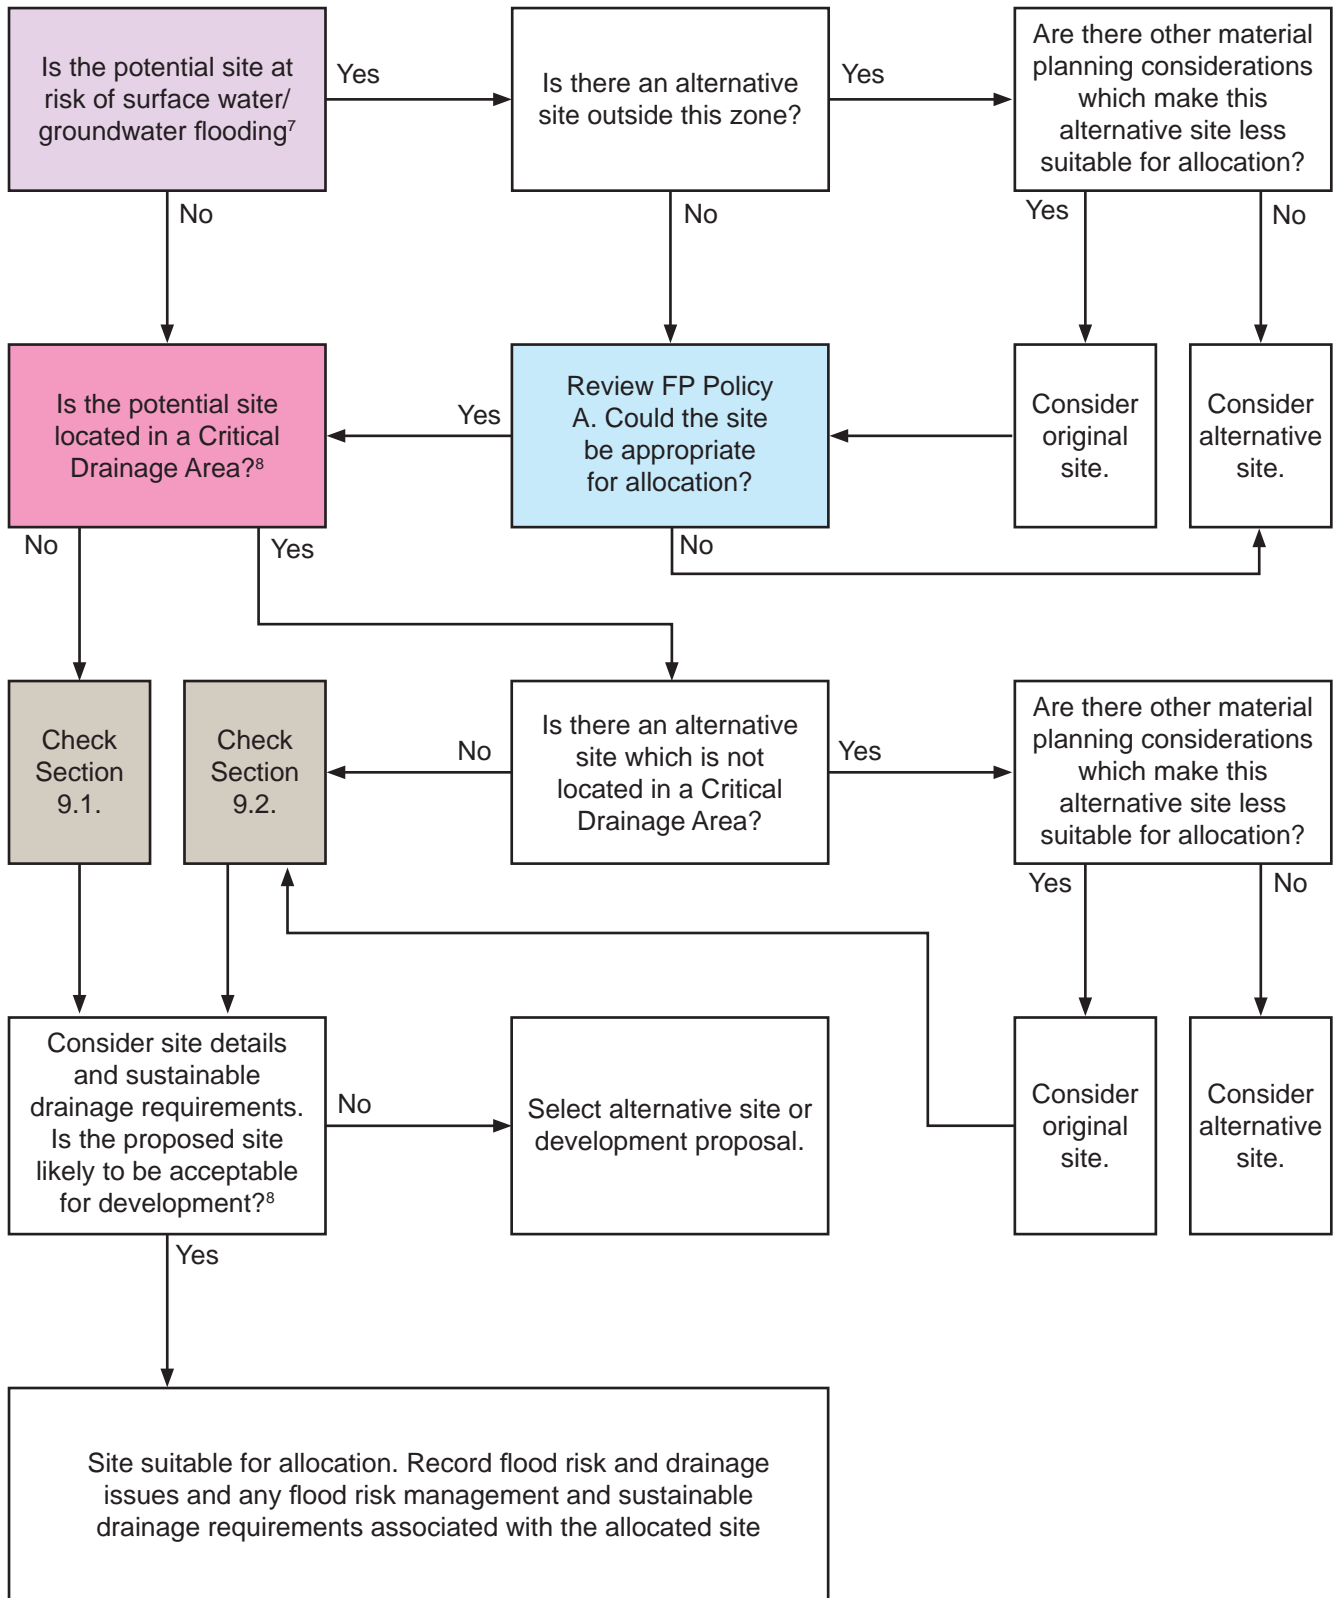 Is the potential site at
risk of surface water/
groundwater flooding⁷
Yes
Is there an alternative
site outside this zone?
Yes
Are there other material
planning considerations
which make this
alternative site less
suitable for allocation?
No
No
Yes
No
Is the potential site
located in a Critical
Drainage Area?⁸
Yes
Review FP Policy
A. Could the site
be appropriate
for allocation?
Consider
original
site.
Consider
alternative
site.
No
Yes
No
Check
Section
9.1.
Check
Section
9.2.
No
Is there an alternative
site which is not
located in a Critical
Drainage Area?
Yes
Are there other material
planning considerations
which make this
alternative site less
suitable for allocation?
Yes
No
Consider site details
and sustainable
drainage requirements.
Is the proposed site
likely to be acceptable
for development?⁸
No
Select alternative site or
development proposal.
Consider
original
site.
Consider
alternative
site.
Yes
Site suitable for allocation. Record flood risk and drainage
issues and any flood risk management and sustainable
drainage requirements associated with the allocated site